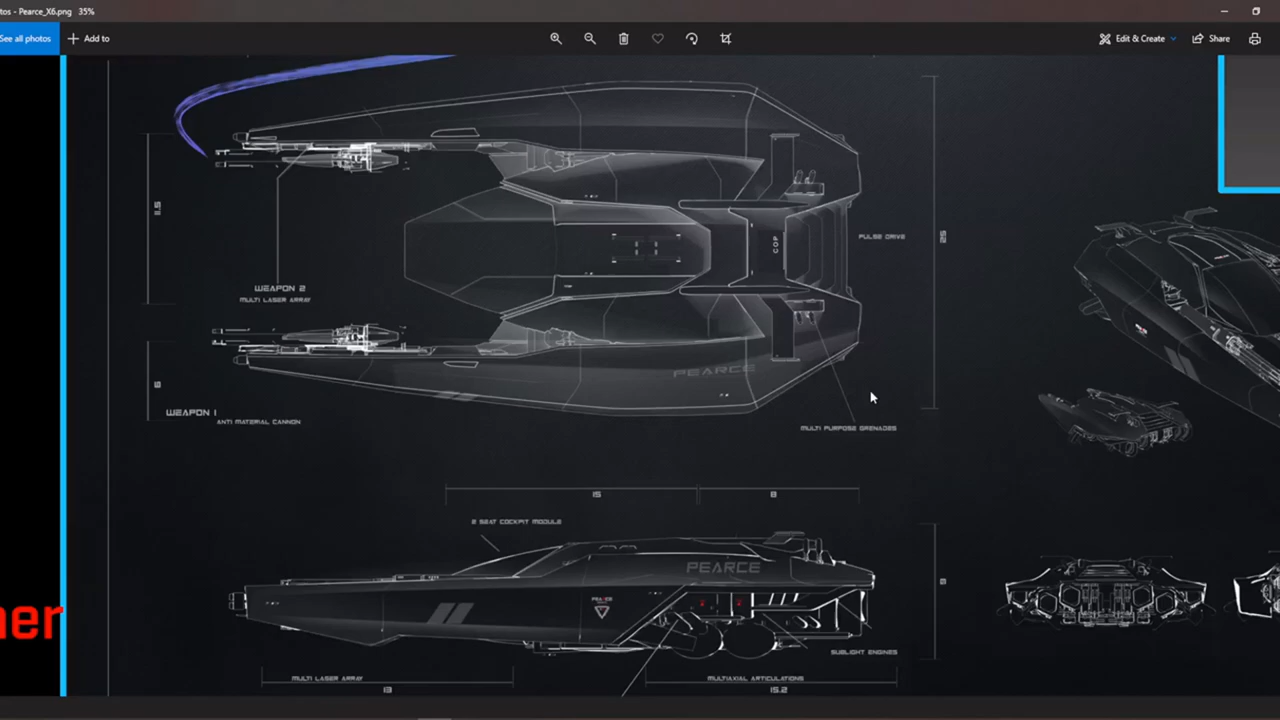 tos - Pearce_X6.png 35%
See all photos
Add to
Edit & Create
Share
11.5
25
PULSE DRIVE
COP
WEAPON 2
MULTI LASER ARRAY
PEARCE
6
WEAPON 1
ANTI MATERIAL CANNON
MULTI PURPOSE GRENADES
15
8
2 SEAT COCKPIT MODULE
PEARCE
PEARCE
9
ner
SUBLIGHT ENGINES
MULTI LASER ARRAY
13
MULTIAXIAL ARTICULATIONS
15.2